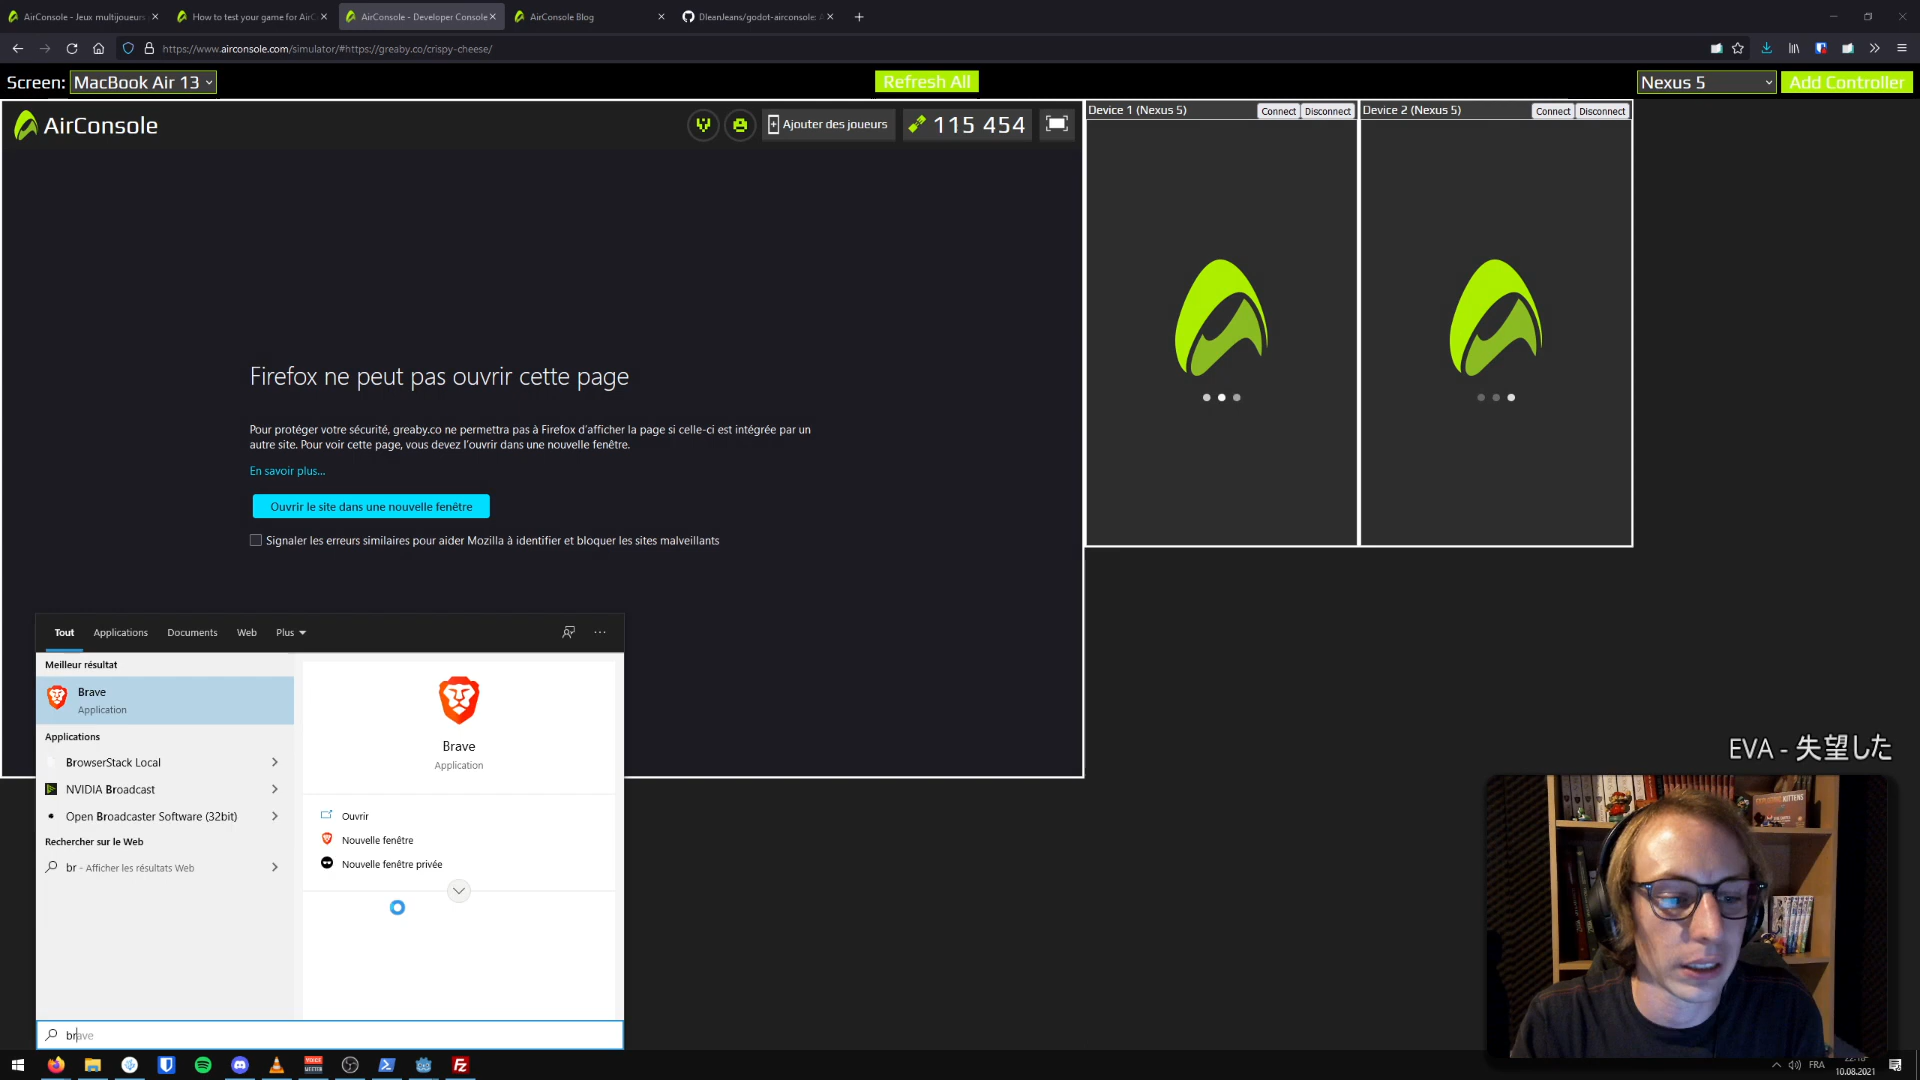 AirConsole - Jeux multijoueurs
How to test your game for AirC
AirConsole - Developer Console
AirConsole Blog
DleanJeans/godot-airconsole:
https://www.airconsole.com/simulator/#https://greaby.co/crispy-cheese/
Screen: MacBook Air 13
Refresh All
Nexus 5
Add Controller
AirConsole
Ajouter des joueurs
115 454
Device 1 (Nexus 5)
Connect
Disconnect
Device 2 (Nexus 5)
Connect
Disconnect
Firefox ne peut pas ouvrir cette page
Pour protéger votre sécurité, greaby.co ne permettra pas à Firefox d'afficher la page si celle-ci est intégrée par un
autre site. Pour voir cette page, vous devez l'ouvrir dans une nouvelle fenêtre.
En savoir plus...
Ouvrir le site dans une nouvelle fenêtre
Signaler les erreurs similaires pour aider Mozilla à identifier et bloquer les sites malveillants
Tout
Applications
Documents
Web
Plus
Meilleur résultat
Brave
Application
Applications
BrowserStack Local
NVIDIA Broadcast
Open Broadcaster Software (32bit)
Rechercher sur le Web
br - Afficher les résultats Web
Brave
Application
Ouvrir
Nouvelle fenêtre
Nouvelle fenêtre privée
brave
EVA - 失望した
EXPLODING
KITTENS
FRA
10.08.2021